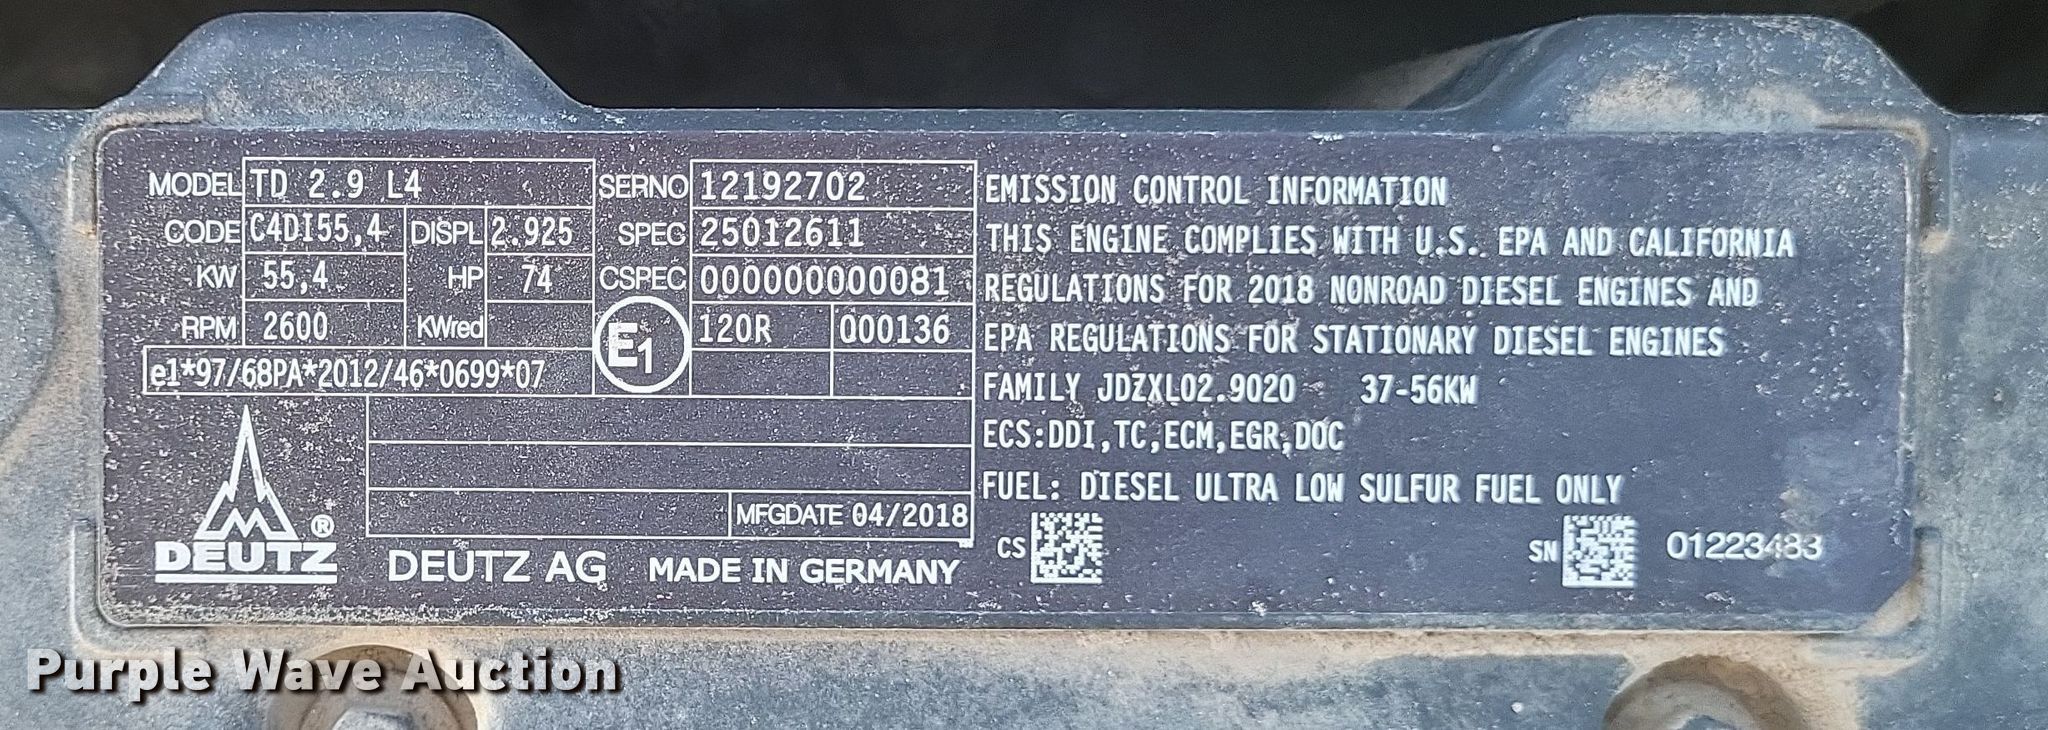 MODEL TD 2.9 L4 SERNO 12192702
CODE C4DI55,4 DISPL 2.925 SPEC 25012611
KW 55,4 HP 74 CSPEC 000000000081
RPM 2600 KWred E1 120R 000136
e1*97/68PA*2012/46*0699*07
MFGDATE 04/2018
DEUTZ ®
DEUTZ AG MADE IN GERMANY
EMISSION CONTROL INFORMATION
THIS ENGINE COMPLIES WITH U.S. EPA AND CALIFORNIA
REGULATIONS FOR 2018 NONROAD DIESEL ENGINES AND
EPA REGULATIONS FOR STATIONARY DIESEL ENGINES
FAMILY JDZXL02.9020 37-56KW
ECS:DDI,TC,ECM,EGR,DOC
FUEL: DIESEL ULTRA LOW SULFUR FUEL ONLY
CS SN 01223483
Purple Wave Auction